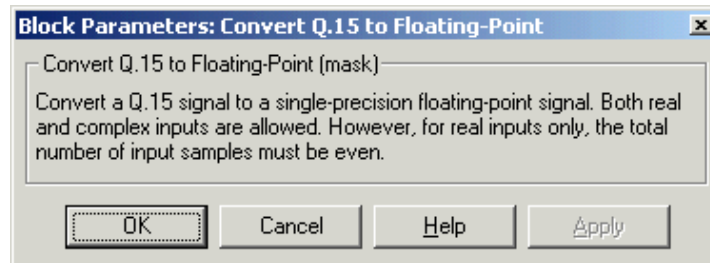 Block Parameters: Convert Q.15 to Floating-Point
Convert Q.15 to Floating-Point (mask)
Convert a Q.15 signal to a single-precision floating-point signal. Both real
and complex inputs are allowed. However, for real inputs only, the total
number of input samples must be even.
OK Cancel Help Apply